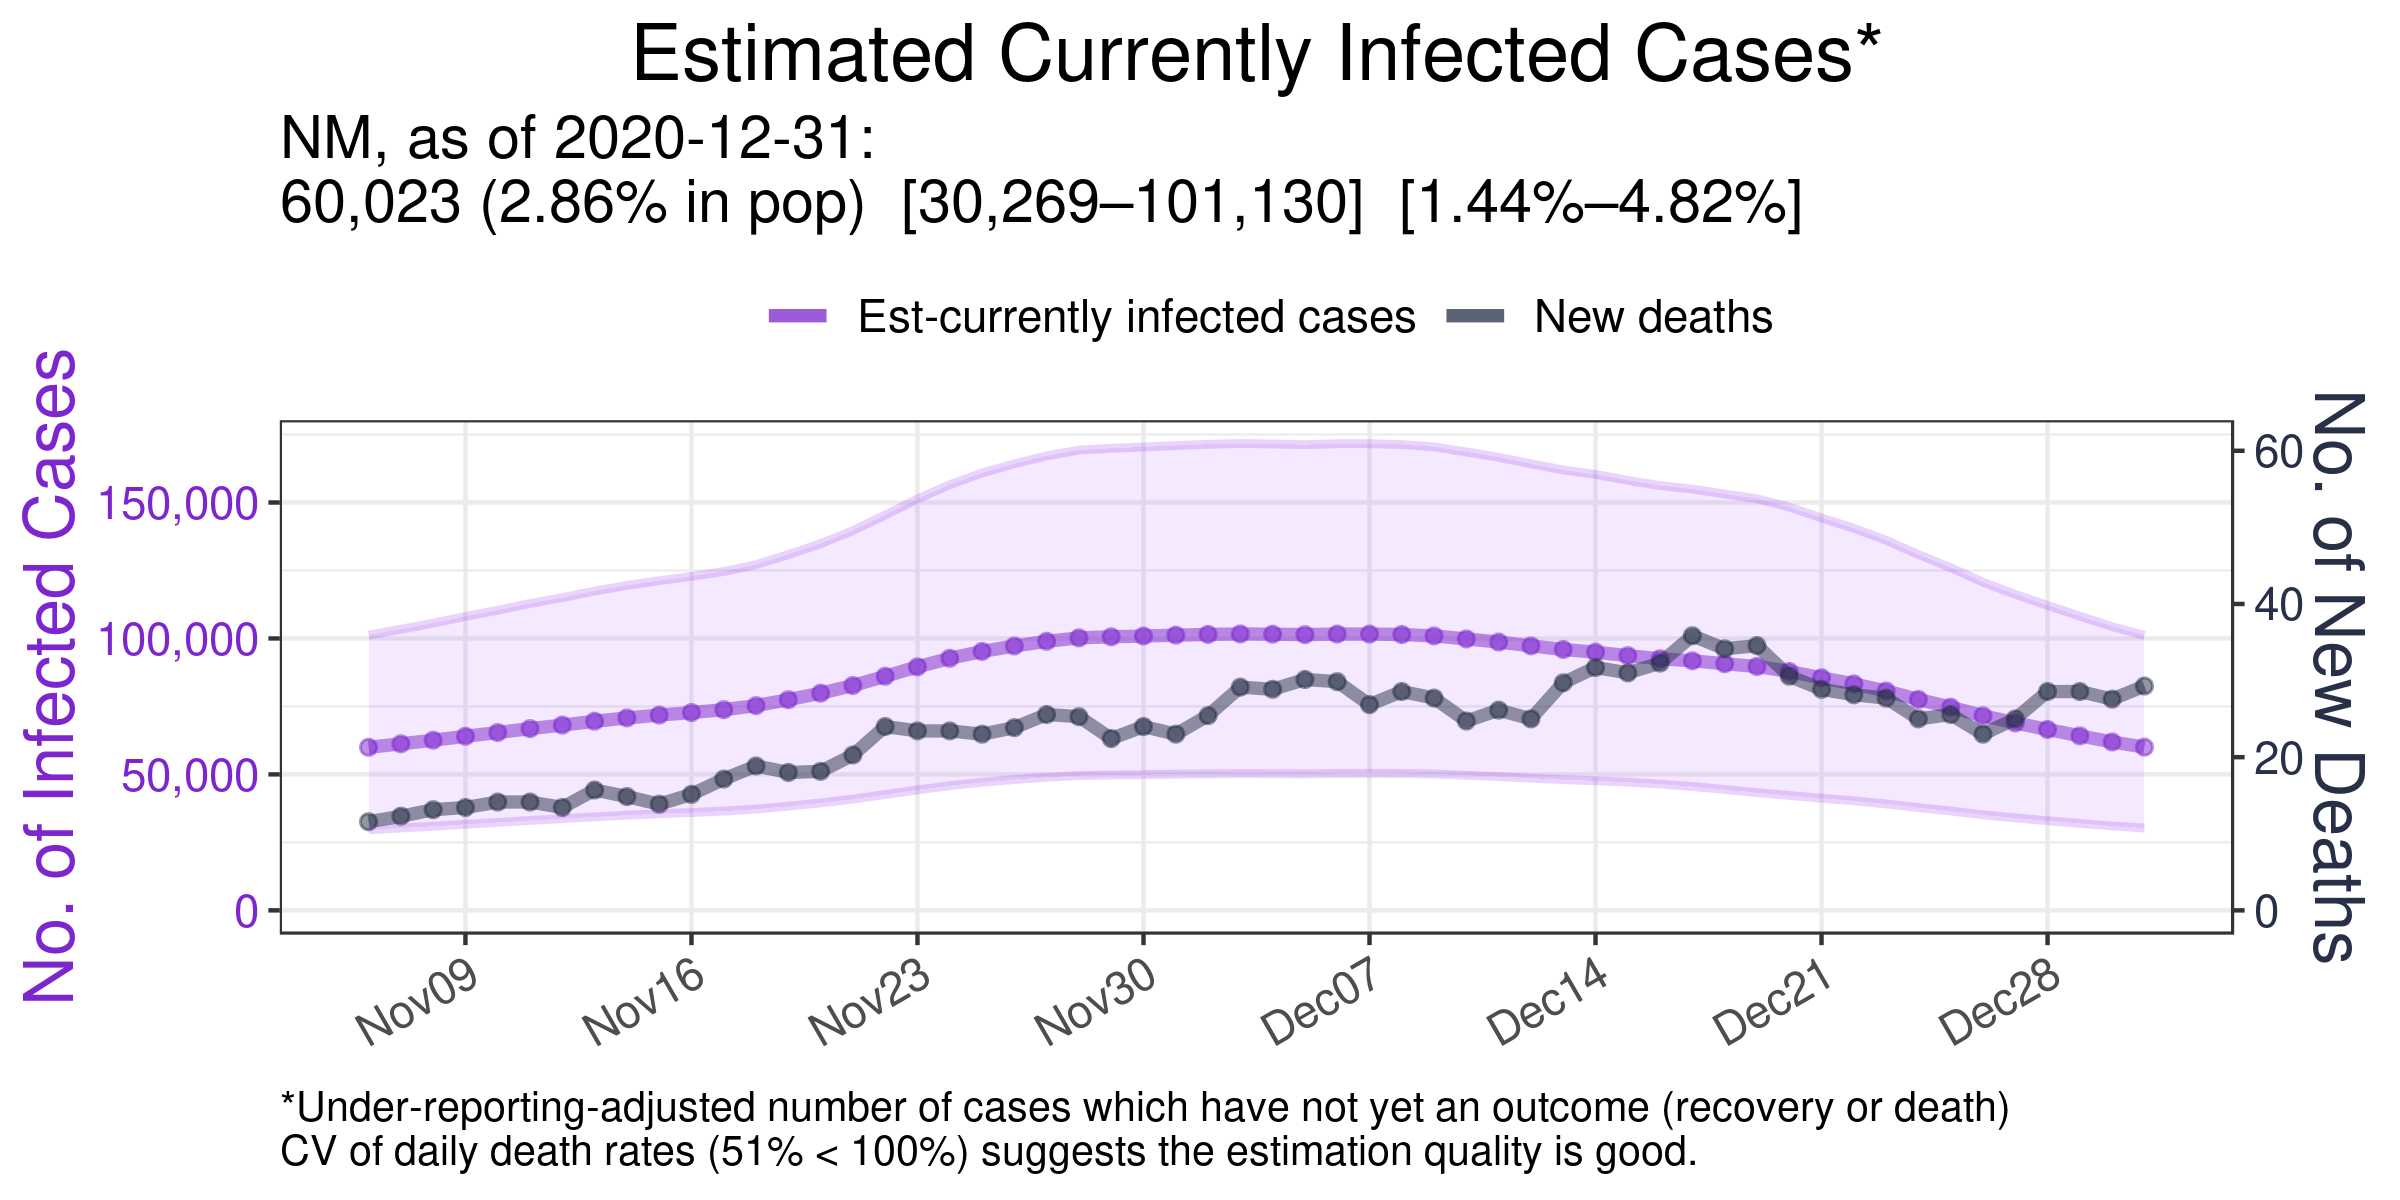 Estimated Currently Infected Cases*
NM, as of 2020-12-31:
60,023 (2.86% in pop)  [30,269–101,130]  [1.44%–4.82%]
Est-currently infected cases
New deaths
No. of Infected Cases
150,000
100,000
50,000
0
60
40
20
0
No. of New Deaths
Nov09
Nov16
Nov23
Nov30
Dec07
Dec14
Dec21
Dec28
*Under-reporting-adjusted number of cases which have not yet an outcome (recovery or death)
CV of daily death rates (51% < 100%) suggests the estimation quality is good.